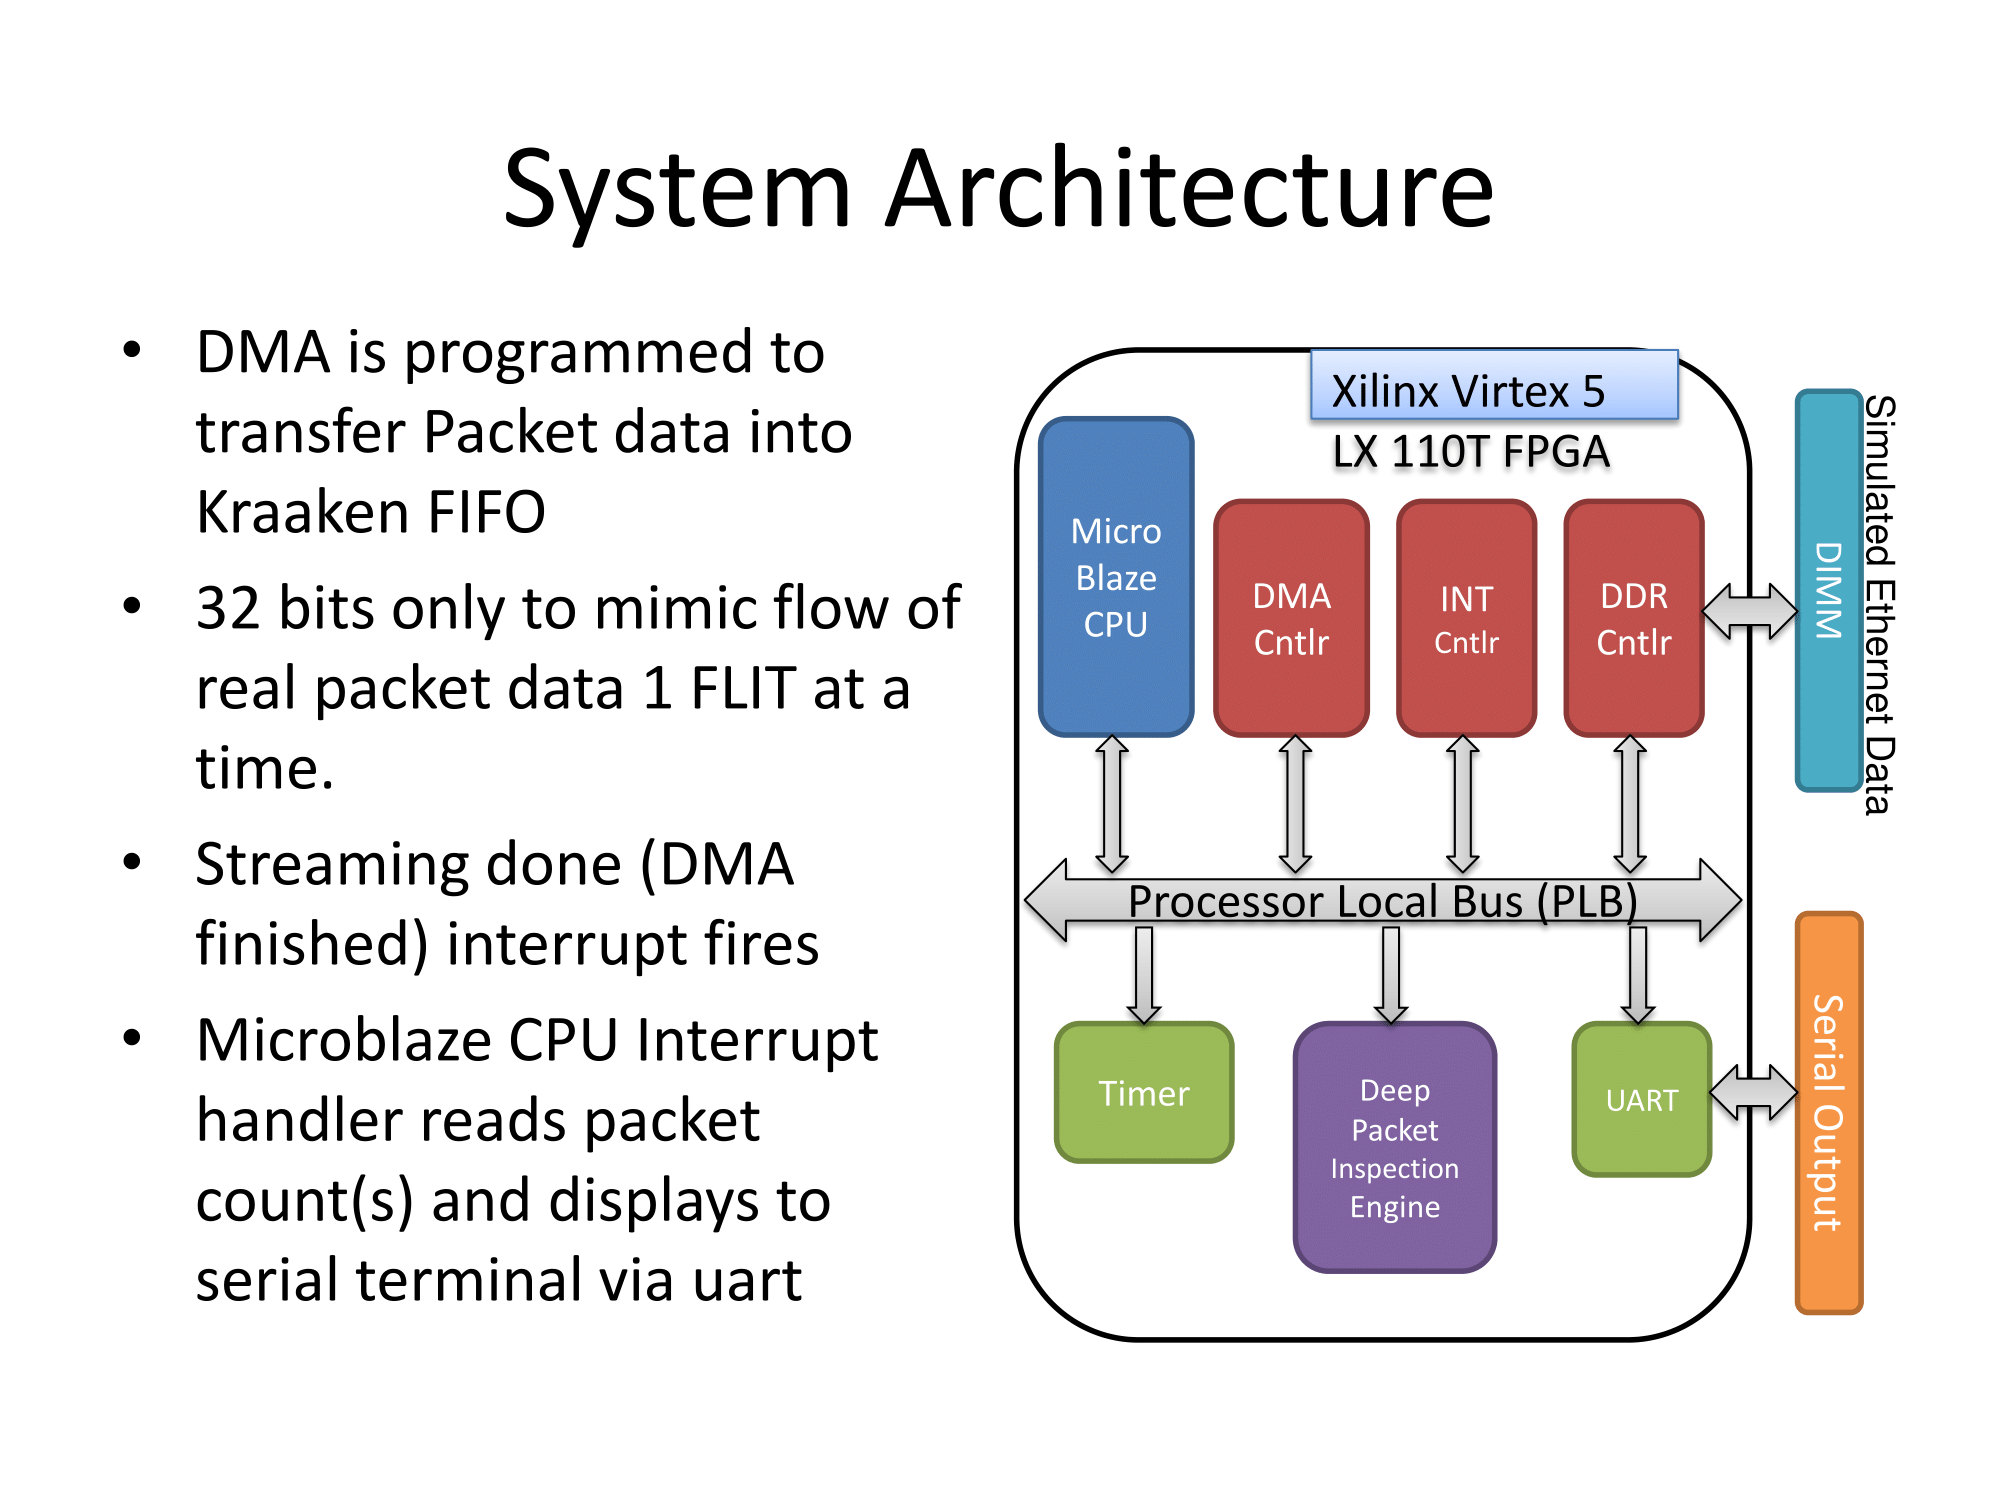 System Architecture
• DMA is programmed to
transfer Packet data into
Kraaken FIFO
• 32 bits only to mimic flow of
real packet data 1 FLIT at a
time.
• Streaming done (DMA
finished) interrupt fires
• Microblaze CPU Interrupt
handler reads packet
count(s) and displays to
serial terminal via uart
Xilinx Virtex 5
LX 110T FPGA
Micro
Blaze
CPU
DMA
Cntlr
INT
Cntlr
DDR
Cntlr
DIMM
Simulated Ethernet Data
Processor Local Bus (PLB)
Timer
Deep
Packet
Inspection
Engine
UART
Serial Output